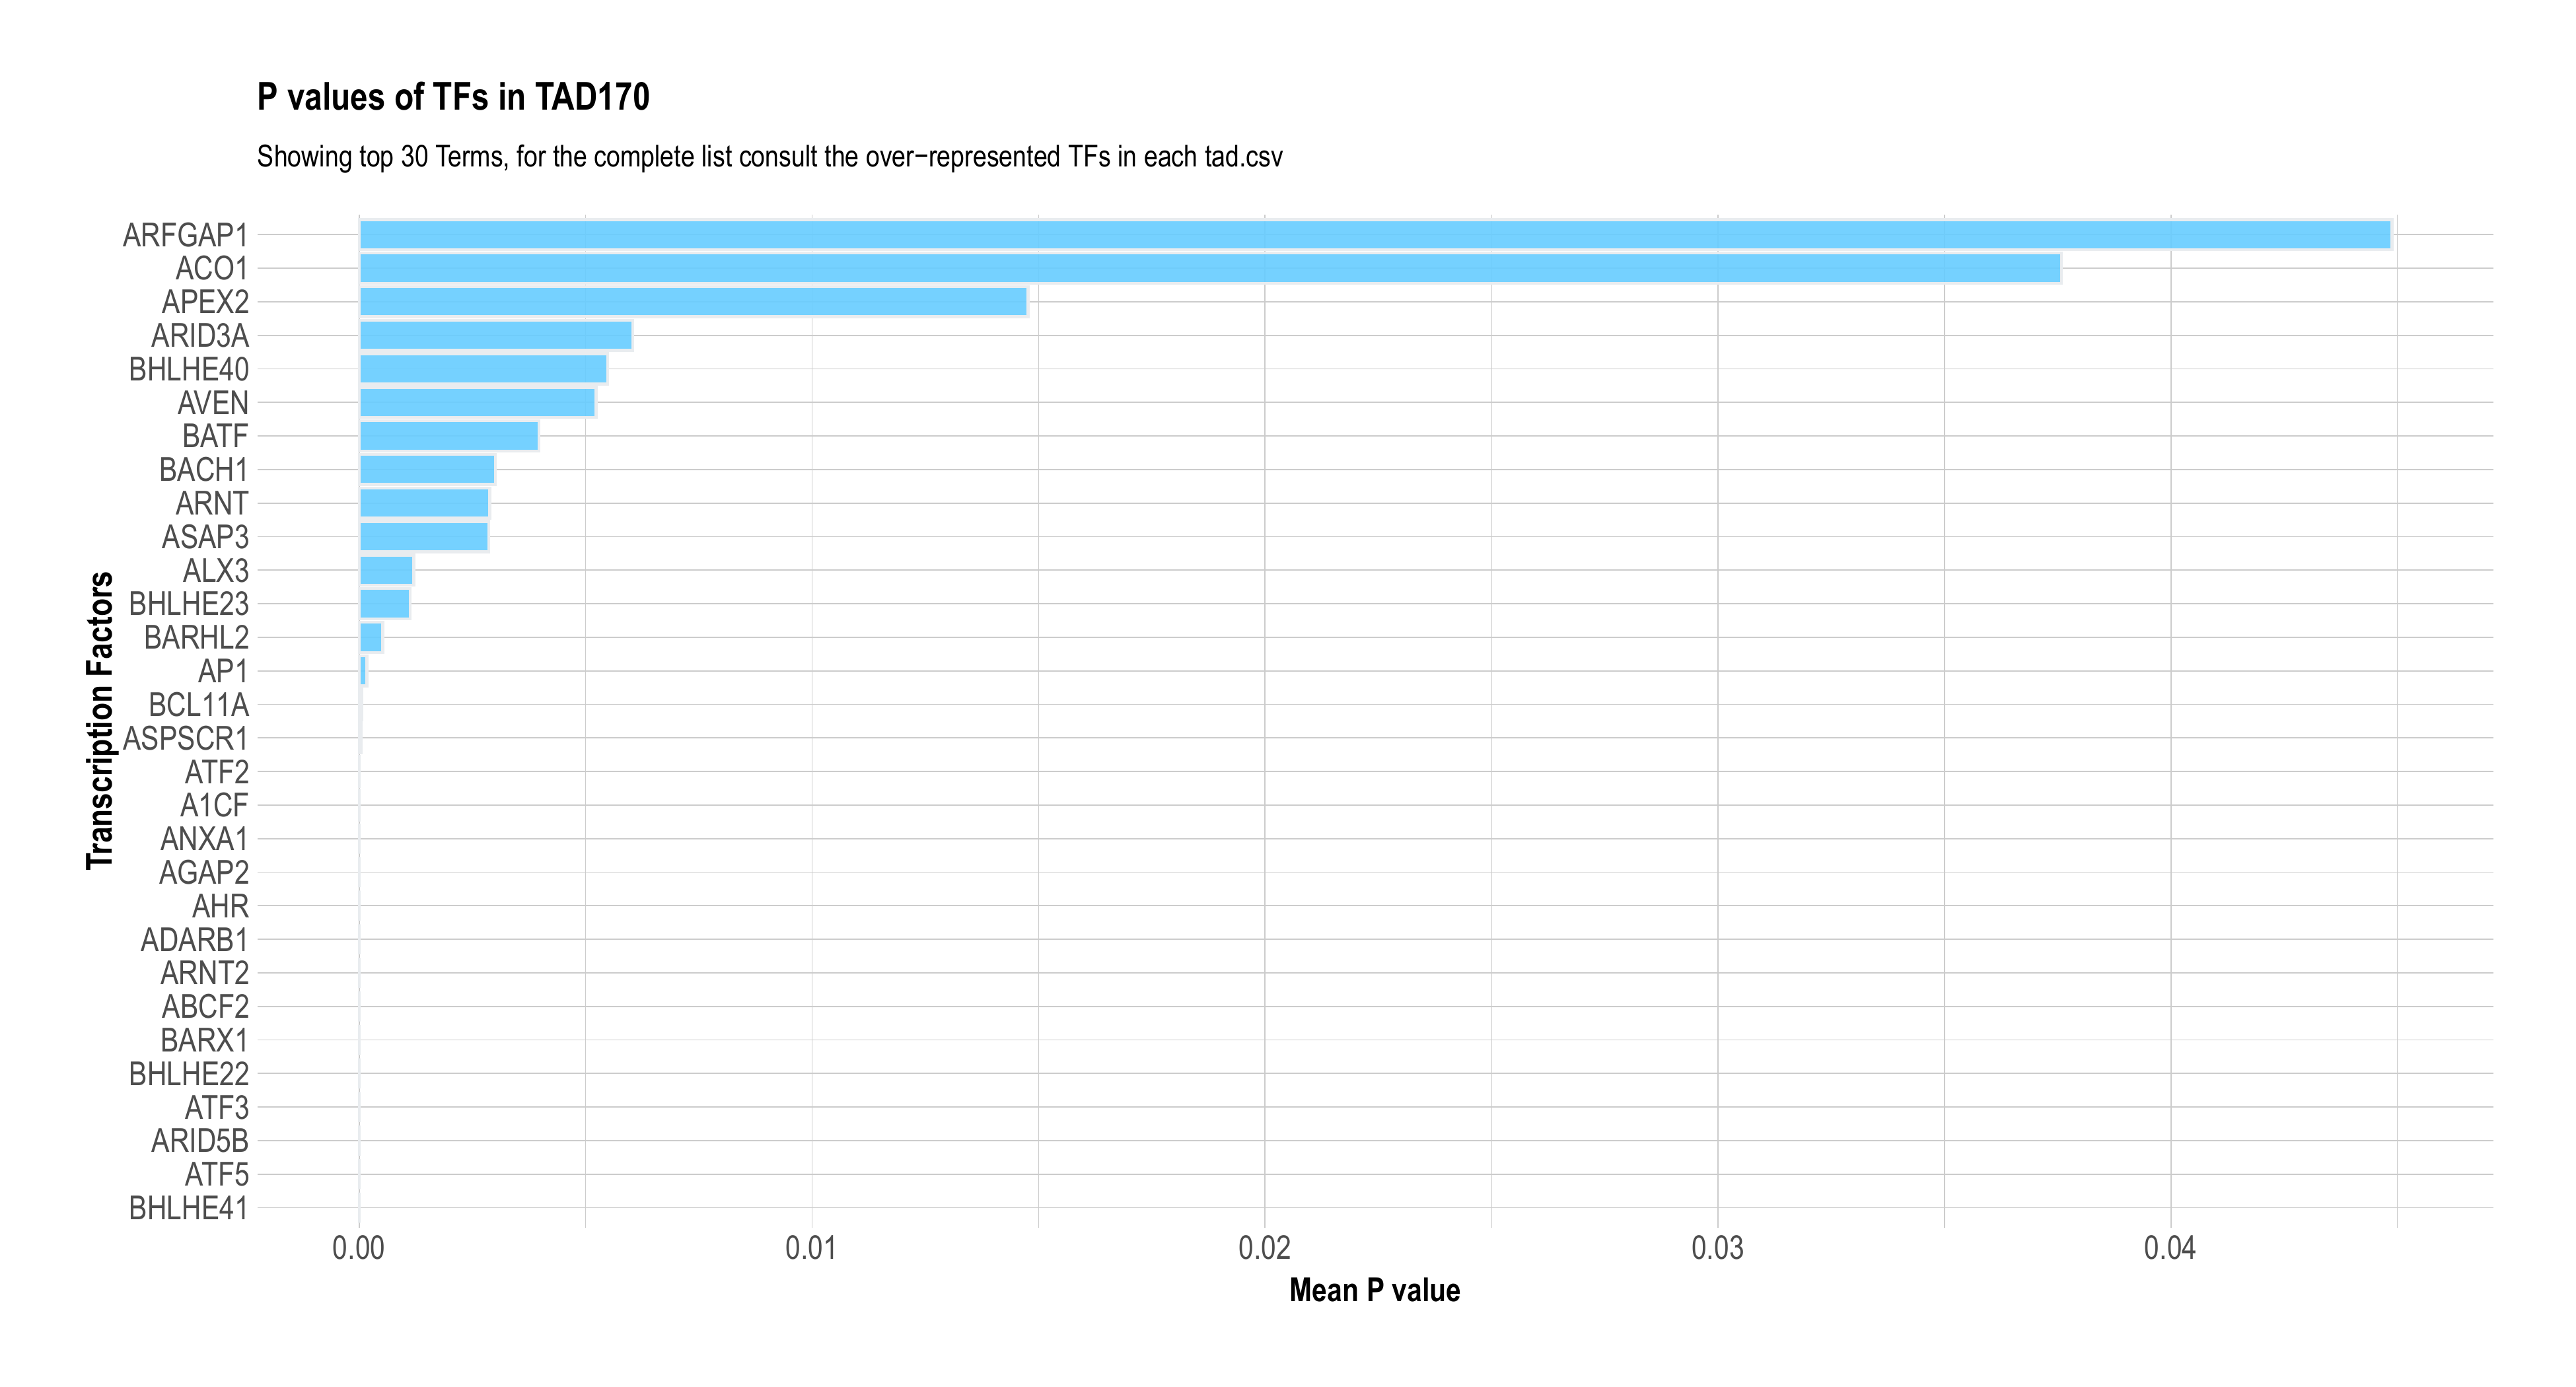 P values of TFs in TAD170
Showing top 30 Terms, for the complete list consult the over−represented TFs in each tad.csv
Transcription Factors
ARFGAP1
ACO1
APEX2
ARID3A
BHLHE40
AVEN
BATF
BACH1
ARNT
ASAP3
ALX3
BHLHE23
BARHL2
AP1
BCL11A
ASPSCR1
ATF2
A1CF
ANXA1
AGAP2
AHR
ADARB1
ARNT2
ABCF2
BARX1
BHLHE22
ATF3
ARID5B
ATF5
BHLHE41
0.00 0.01 0.02 0.03 0.04
Mean P value